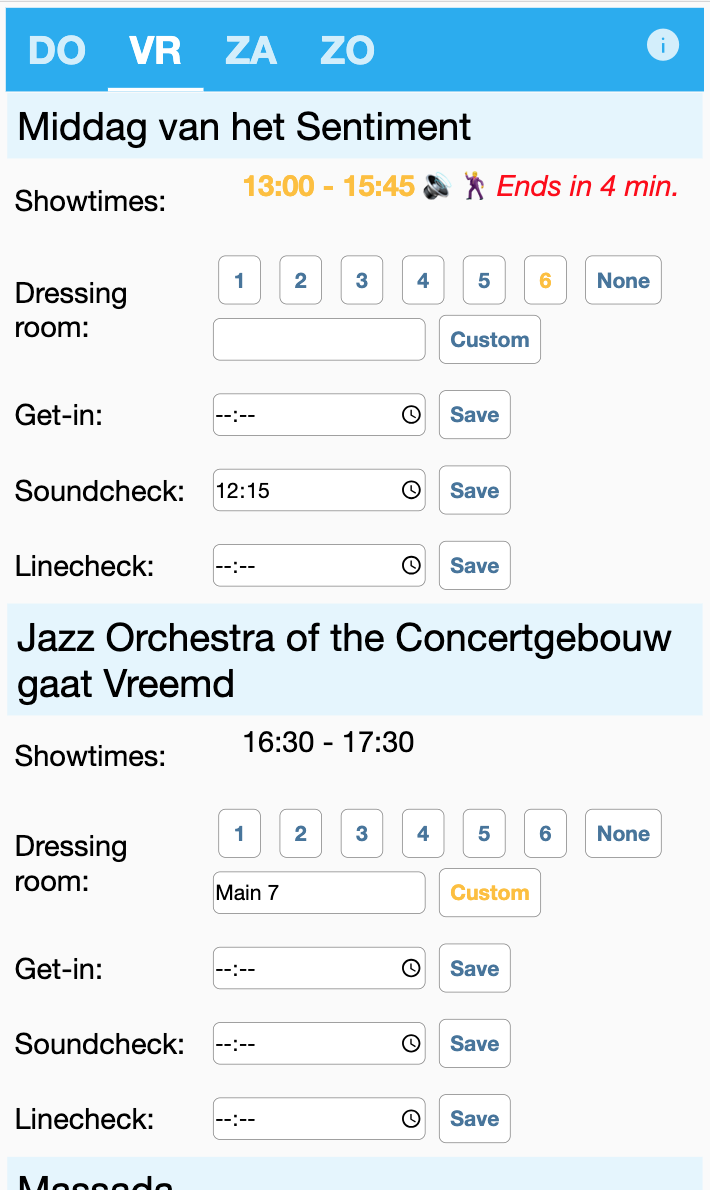 DO VR ZA ZO i
Middag van het Sentiment
Showtimes: 13:00 - 15:45 🔊 🕺 Ends in 4 min.
Dressing room: 1 2 3 4 5 6 None
Custom
Get-in: --:-- Save
Soundcheck: 12:15 Save
Linecheck: --:-- Save
Jazz Orchestra of the Concertgebouw
gaat Vreemd
Showtimes: 16:30 - 17:30
Dressing room: 1 2 3 4 5 6 None
Main 7 Custom
Get-in: --:-- Save
Soundcheck: --:-- Save
Linecheck: --:-- Save
Massada